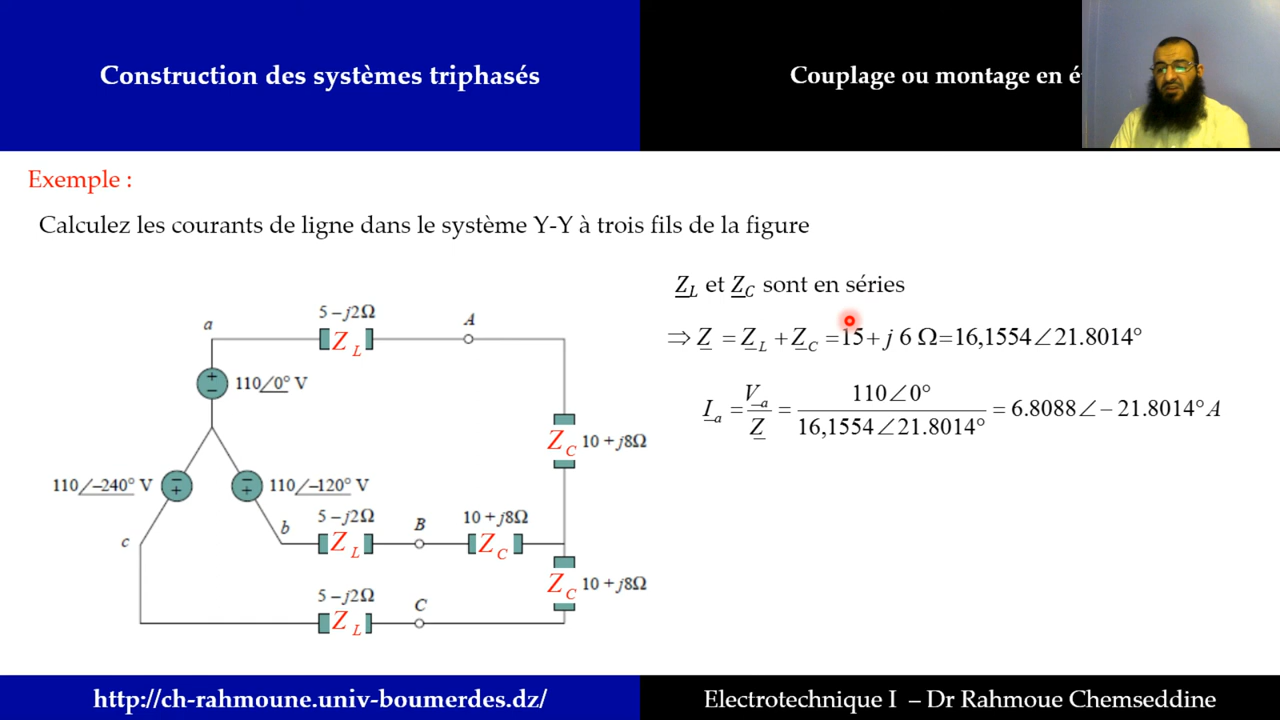 Construction des systèmes triphasés
Couplage ou montage en é
Exemple :
Calculez les courants de ligne dans le système Y-Y à trois fils de la figure
Z_L et Z_C sont en séries
⇒ Z = Z_L + Z_C = 15 + j 6 Ω = 16,1554∠21.8014°
I_a = V_a / Z = 110∠0° / 16,1554∠21.8014° = 6.8088∠ − 21.8014° A
5 – j2Ω
Z_L
A
a
110/0° V
+
−
Z_C 10 + j8Ω
110/–240° V
−
+
−
+
110/–120° V
b
5 – j2Ω
Z_L
B
10 + j8Ω
Z_C
c
Z_C 10 + j8Ω
5 – j2Ω
Z_L
C
http://ch-rahmoune.univ-boumerdes.dz/
Electrotechnique I – Dr Rahmoue Chemseddine